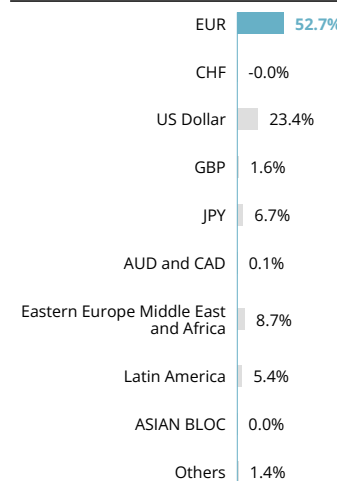 EUR 52.7%
CHF -0.0%
US Dollar 23.4%
GBP 1.6%
JPY 6.7%
AUD and CAD 0.1%
Eastern Europe Middle East
and Africa 8.7%
Latin America 5.4%
ASIAN BLOC 0.0%
Others 1.4%